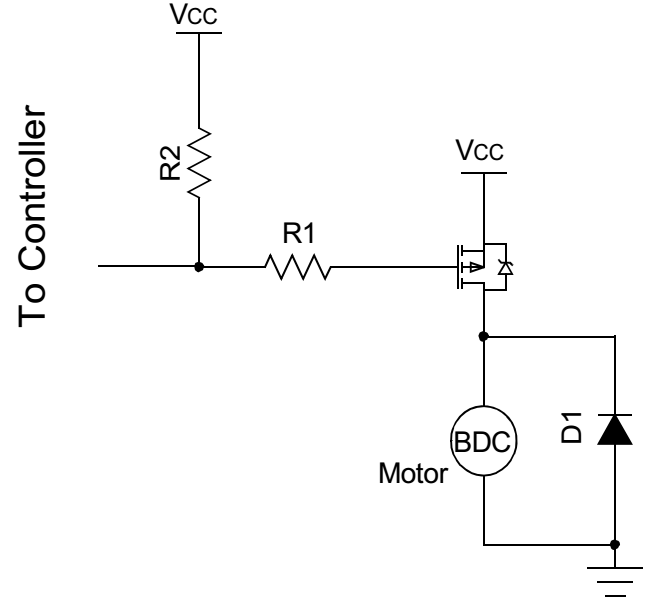 VCC
To Controller
R2
VCC
R1
BDC
Motor
D1